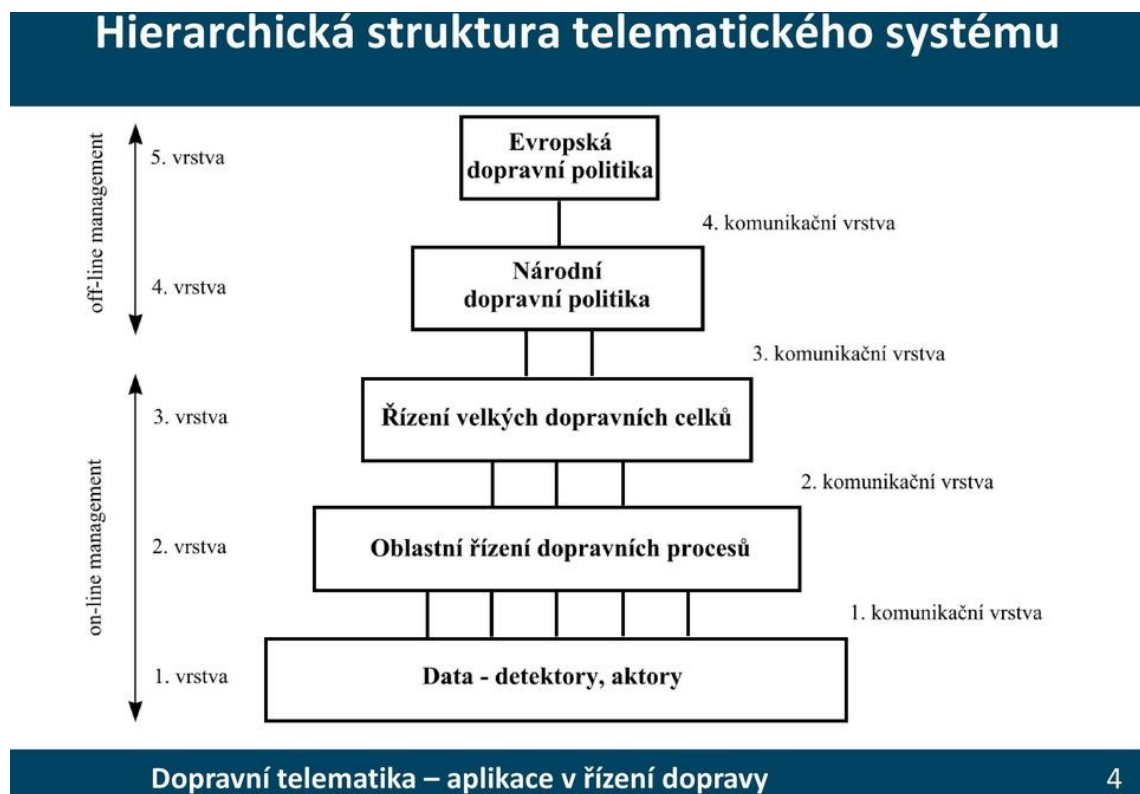 Hierarchická struktura telematického systému
off-line management
5. vrstva
Evropská
dopravní politika
4. komunikační vrstva
4. vrstva
Národní
dopravní politika
3. komunikační vrstva
on-line management
3. vrstva
Řízení velkých dopravních celků
2. komunikační vrstva
2. vrstva
Oblastní řízení dopravních procesů
1. komunikační vrstva
1. vrstva
Data - detektory, aktory
Dopravní telematika – aplikace v řízení dopravy
4